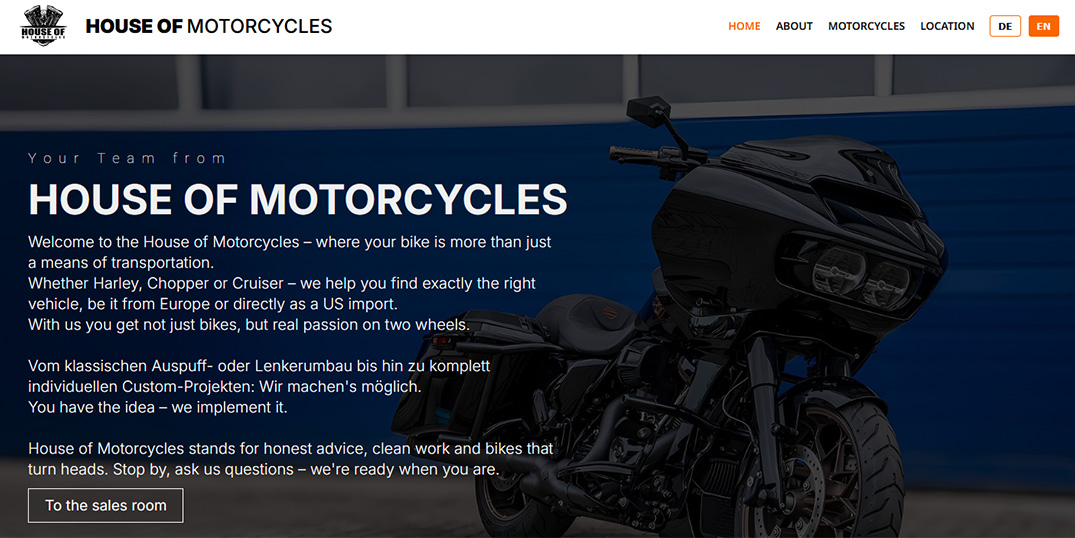 HOUSE OF
MOTORCYCLES
HOUSE OF MOTORCYCLES
HOME ABOUT MOTORCYCLES LOCATION DE EN
Your Team from
HOUSE OF MOTORCYCLES
Welcome to the House of Motorcycles – where your bike is more than just
a means of transportation.
Whether Harley, Chopper or Cruiser – we help you find exactly the right
vehicle, be it from Europe or directly as a US import.
With us you get not just bikes, but real passion on two wheels.
Vom klassischen Auspuff- oder Lenkerumbau bis hin zu komplett
individuellen Custom-Projekten: Wir machen's möglich.
You have the idea – we implement it.
House of Motorcycles stands for honest advice, clean work and bikes that
turn heads. Stop by, ask us questions – we're ready when you are.
To the sales room